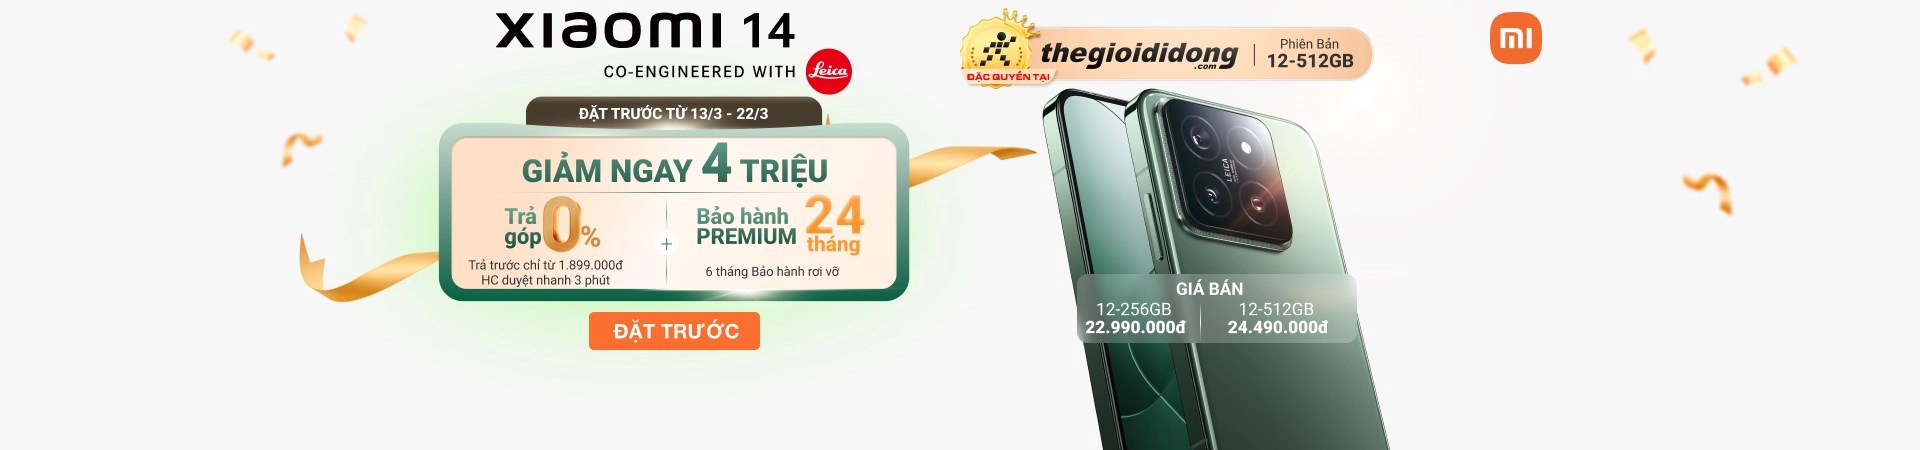 XIAOMI 14
CO-ENGINEERED WITH Leica
ĐẶT TRƯỚC TỪ 13/3 - 22/3
GIẢM NGAY 4 TRIỆU
Trả góp 0%
Trả trước chỉ từ 1.899.000đ
HC duyệt nhanh 3 phút
+
Bảo hành
PREMIUM
24
tháng
6 tháng Bảo hành rơi vỡ
ĐẶT TRƯỚC
ĐẶC QUYỀN TẠI
thegioididong
.com
Phiên Bản
12-512GB
mi
LEICA
GIÁ BÁN
12-256GB
22.990.000đ
12-512GB
24.490.000đ